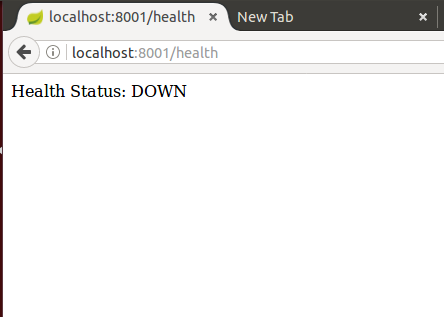 localhost:8001/health × New Tab ×
localhost:8001/health
Health Status: DOWN